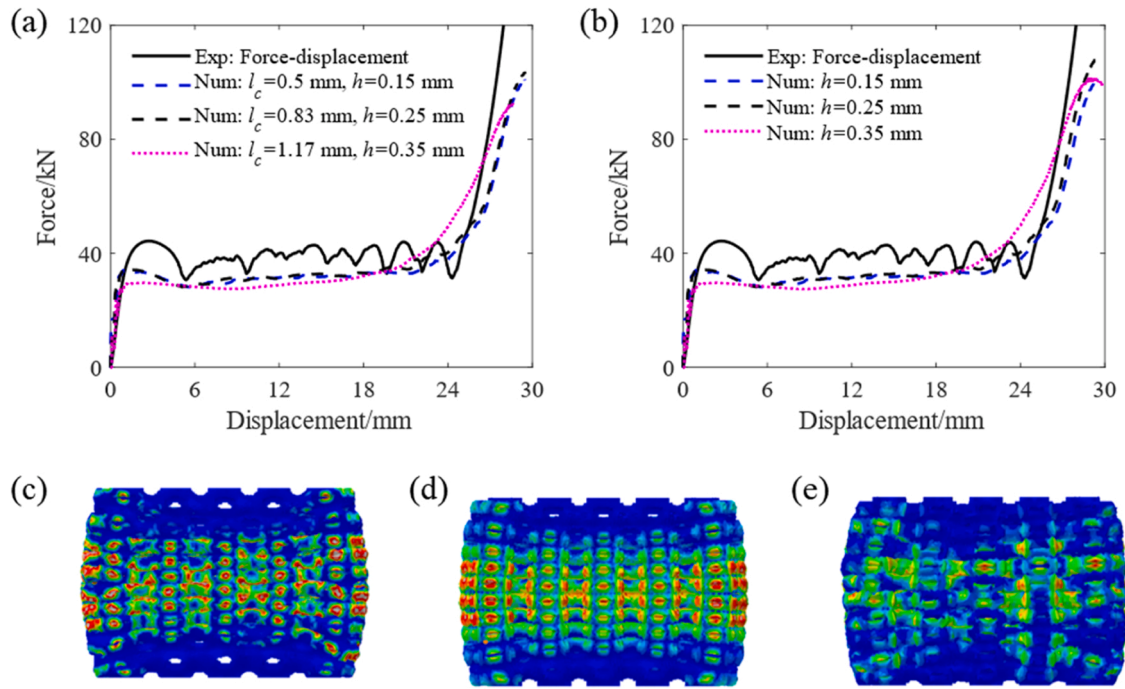 (a)
120
80
40
0
Force/kN
Exp: Force-displacement
Num: l_c=0.5 mm, h=0.15 mm
Num: l_c=0.83 mm, h=0.25 mm
Num: l_c=1.17 mm, h=0.35 mm
0 6 12 18 24 30
Displacement/mm
(b)
120
80
40
0
Force/kN
Exp: Force-displacement
Num: h=0.15 mm
Num: h=0.25 mm
Num: h=0.35 mm
0 6 12 18 24 30
Displacement/mm
(c)
(d)
(e)